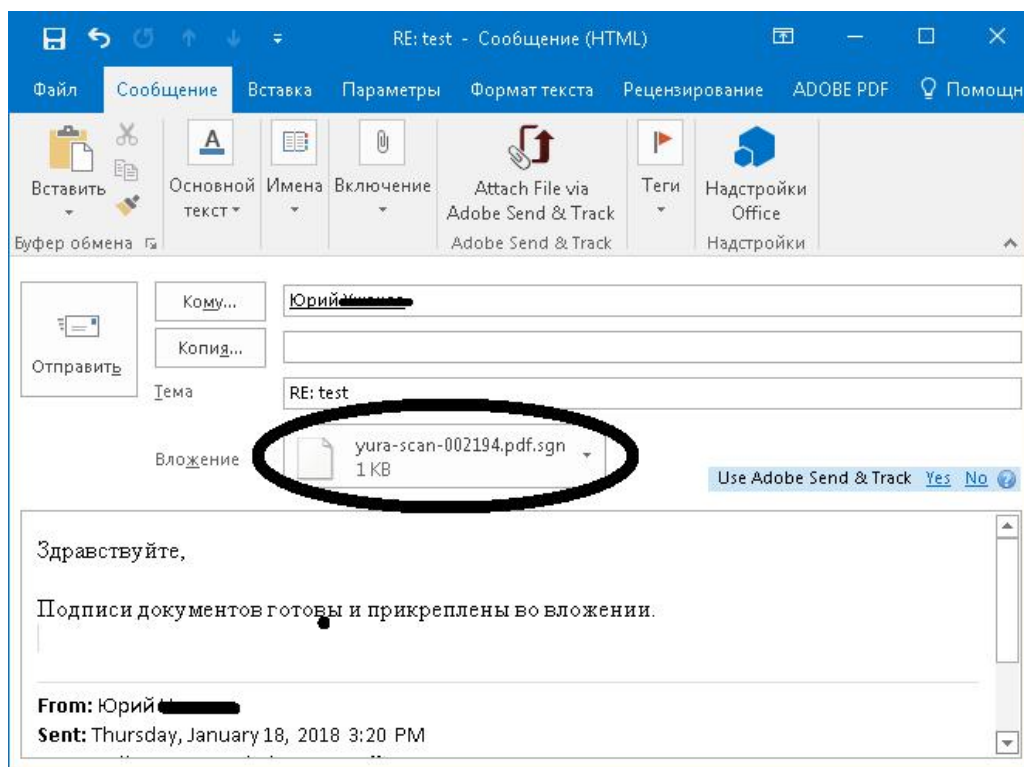 RE: test - Сообщение (HTML)
Файл Сообщение Вставка Параметры Формат текста Рецензирование ADOBE PDF Помощн
Вставить
Основной текст
Имена
Включение
Attach File via Adobe Send & Track
Теги
Надстройки Office
Буфер обмена Adobe Send & Track Надстройки
Отправить
Кому... Юрий
Копия...
Тема RE: test
Вложение yura-scan-002194.pdf.sgn
1 KB
Use Adobe Send & Track Yes No
Здравствуйте,
Подписи документов готовы и прикреплены во вложении.
From: Юрий
Sent: Thursday, January 18, 2018 3:20 PM